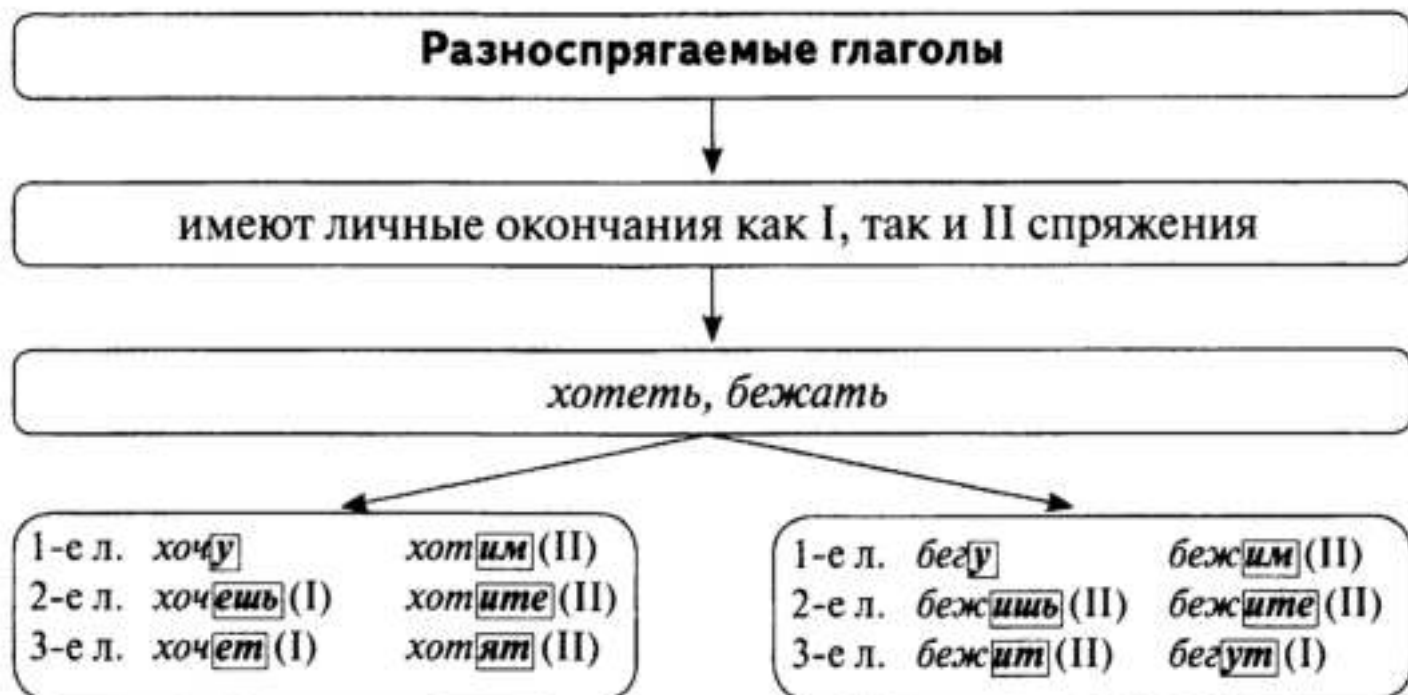 Разноспрягаемые глаголы
имеют личные окончания как I, так и II спряжения
хотеть, бежать
1-е л. хочу хотим (II)
2-е л. хочешь (I) хотите (II)
3-е л. хочет (I) хотят (II)
1-е л. бегу бежим (II)
2-е л. бежишь (II) бежите (II)
3-е л. бежит (II) бегут (I)